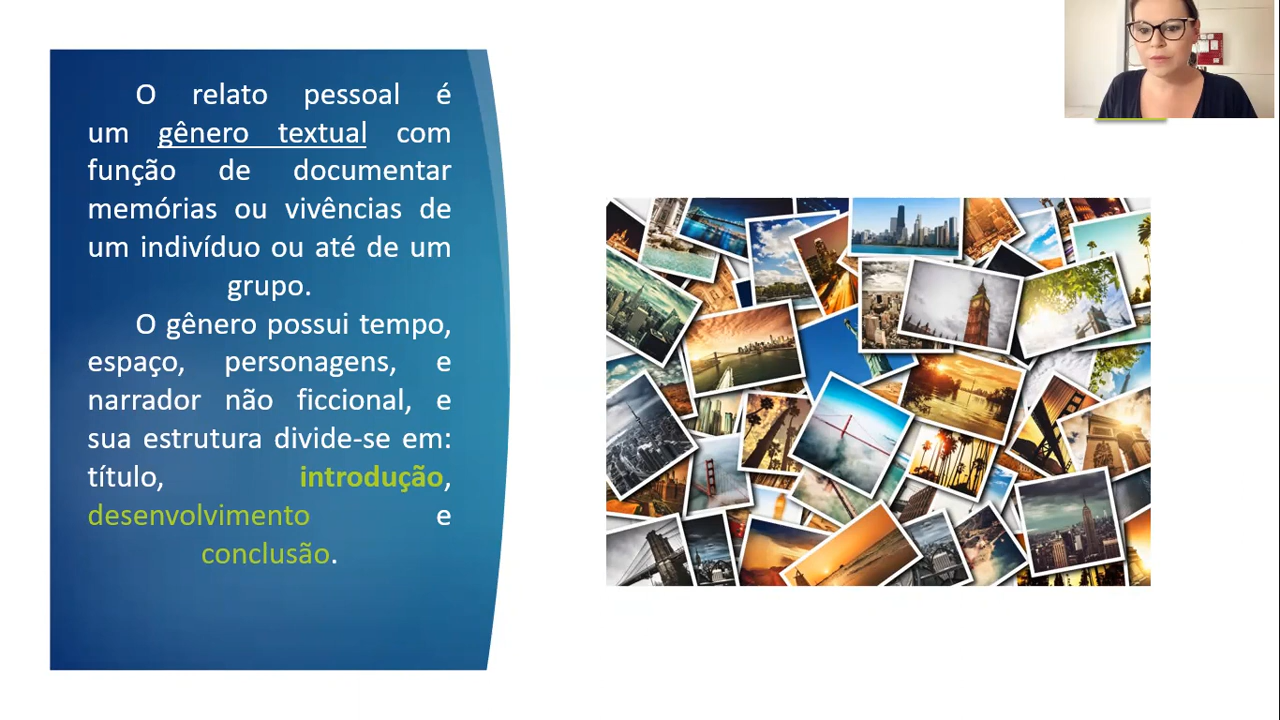 O relato pessoal é
um gênero textual com
função de documentar
memórias ou vivências de
um indivíduo ou até de um
grupo.
O gênero possui tempo,
espaço, personagens, e
narrador não ficcional, e
sua estrutura divide-se em:
título, introdução,
desenvolvimento e
conclusão.